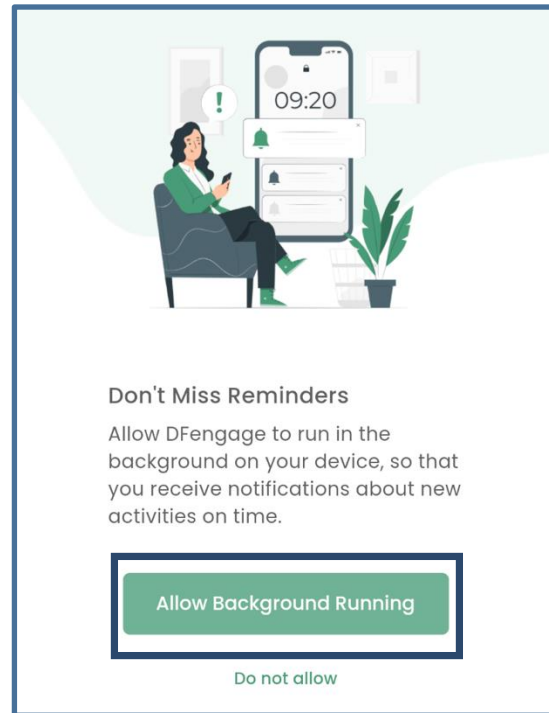 !
09:20
Don't Miss Reminders
Allow DFengage to run in the
background on your device, so that
you receive notifications about new
activities on time.
Allow Background Running
Do not allow